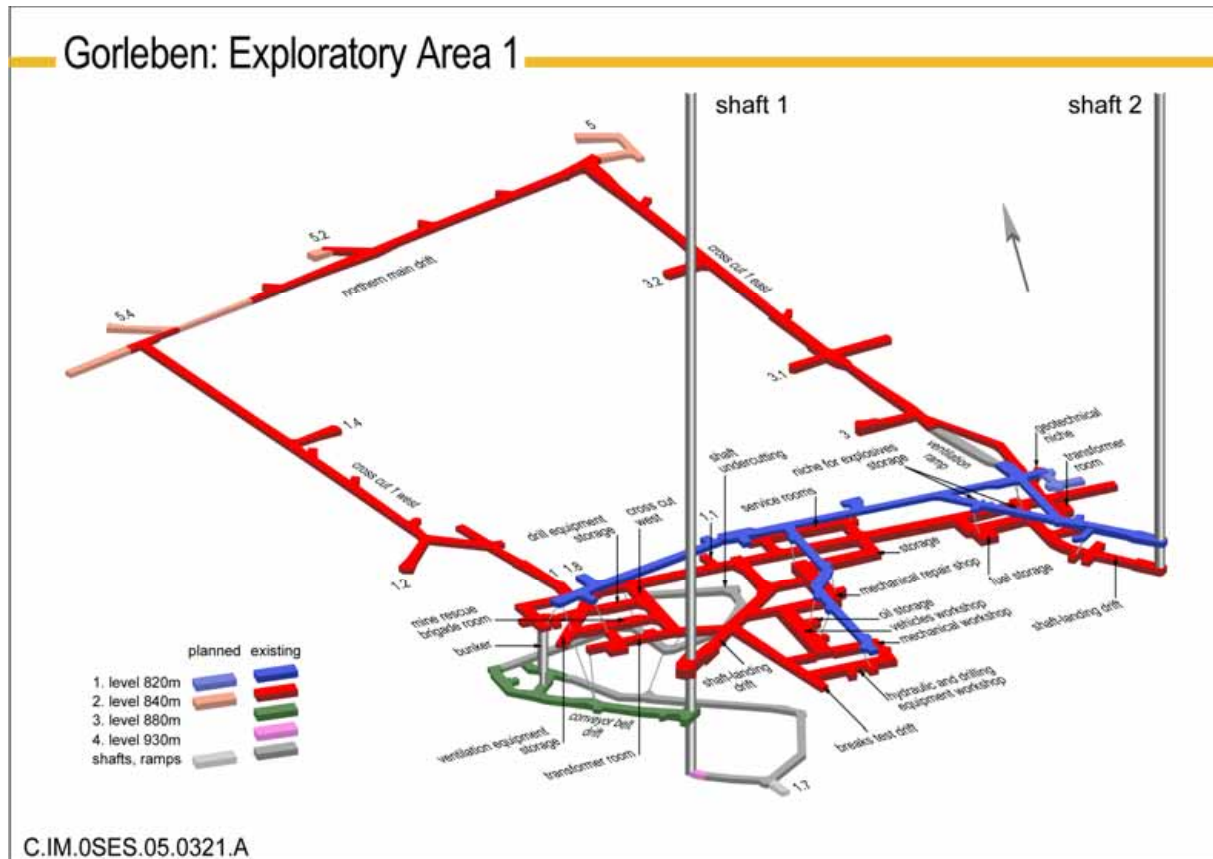 Gorleben: Exploratory Area 1
shaft 1
shaft 2
5
5.2
northern main drift
5.4
cross cut 1 east
3.2
3.1
3
1.4
cross cut 1 west
1.2
shaft
undercutting
niche for explosives
storage
ventilation
ramp
geotechnical
niche
transformer
room
service rooms
cross cut
west
drill equipment
storage
1.1
1
1.8
storage
fuel storage
mechanical repair shop
oil storage
vehicles workshop
mechanical workshop
shaft-landing drift
mine rescue
brigade room
bunker
shaft-landing
drift
hydraulic and drilling
equipment workshop
breaks test drift
conveyor belt
drift
ventilation equipment
storage
transformer room
1.7
planned existing
1. level 820m
2. level 840m
3. level 880m
4. level 930m
shafts, ramps
C.IM.0SES.05.0321.A